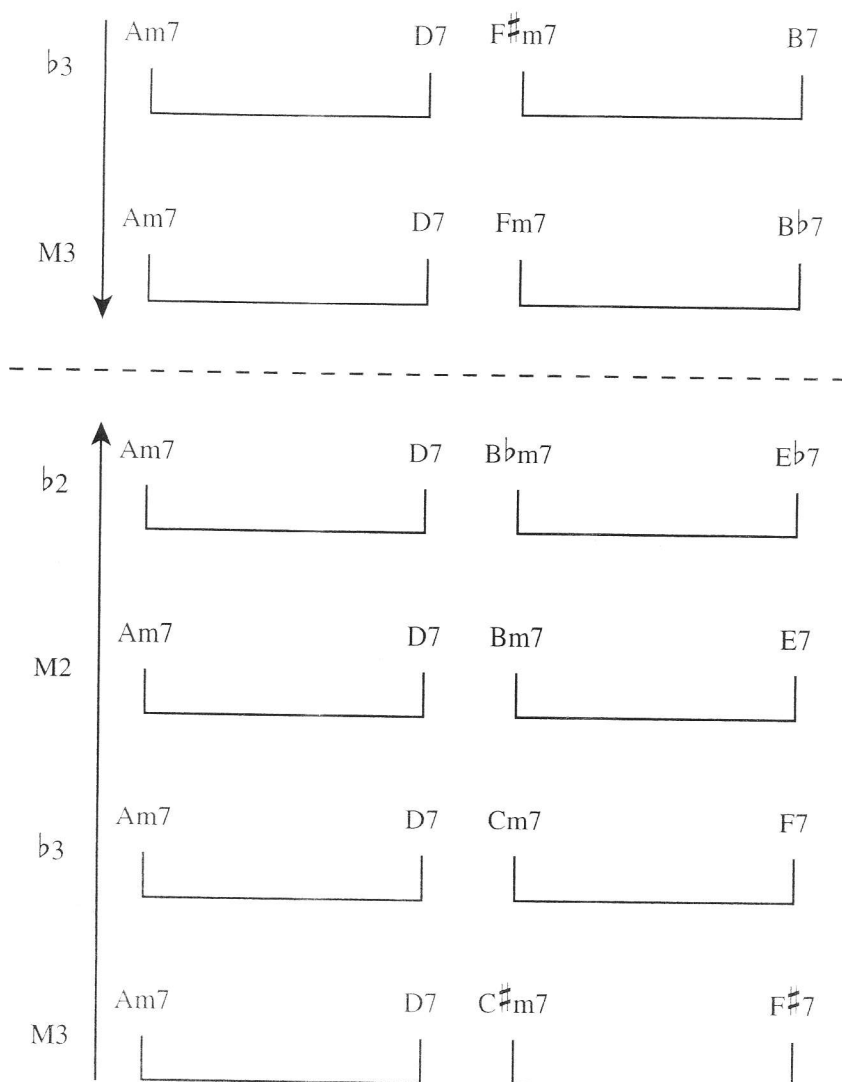 Am7 D7 F♯m7 B7
♭3
Am7 D7 Fm7 B♭7
M3
Am7 D7 B♭m7 E♭7
♭2
Am7 D7 Bm7 E7
M2
Am7 D7 Cm7 F7
♭3
Am7 D7 C♯m7 F♯7
M3